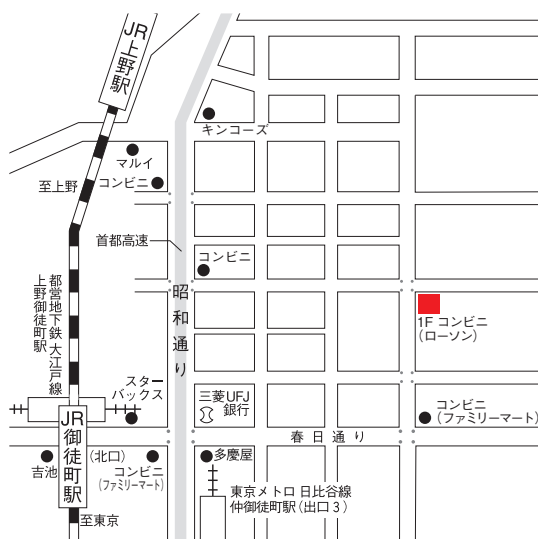 JR上野駅
キンコーズ
マルイ
コンビニ
至上野
首都高速
コンビニ
昭和通り
都営地下鉄 大江戸線
上野御徒町駅
1F コンビニ
(ローソン)
スター
バックス
三菱UFJ
銀行
コンビニ
(ファミリーマート)
春日通り
JR御徒町駅
(北口)
吉池
コンビニ
(ファミリーマート)
多慶屋
東京メトロ 日比谷線
仲御徒町駅(出口3)
至東京